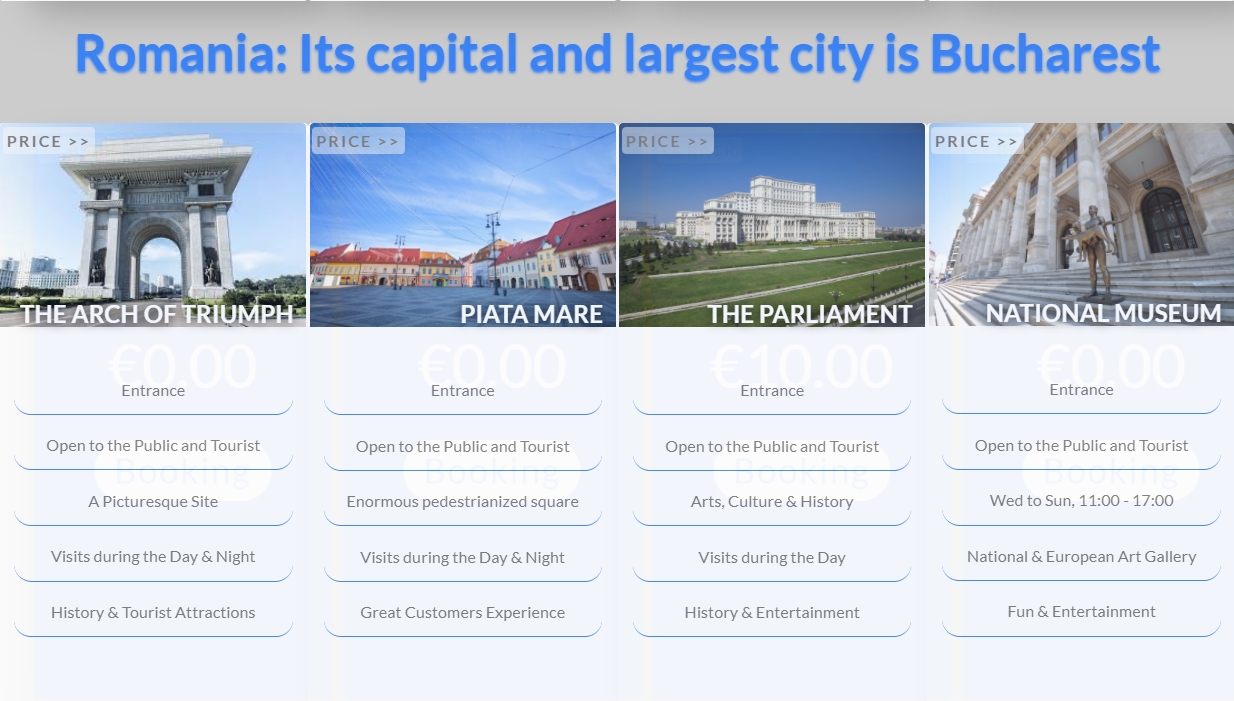 Romania: Its capital and largest city is Bucharest
PRICE >>
THE ARCH OF TRIUMPH
€0.00
Entrance
Open to the Public and Tourist
Booking
A Picturesque Site
Visits during the Day & Night
History & Tourist Attractions
PRICE >>
PIATA MARE
€0.00
Entrance
Open to the Public and Tourist
Booking
Enormous pedestrianized square
Visits during the Day & Night
Great Customers Experience
PRICE >>
THE PARLIAMENT
€10.00
Entrance
Open to the Public and Tourist
Booking
Arts, Culture & History
Visits during the Day
History & Entertainment
PRICE >>
NATIONAL MUSEUM
€0.00
Entrance
Open to the Public and Tourist
Booking
Wed to Sun, 11:00 - 17:00
National & European Art Gallery
Fun & Entertainment